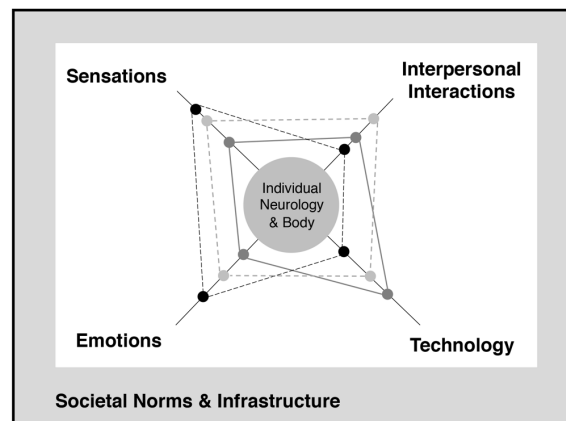 Sensations
Interpersonal
Interactions
Individual
Neurology
& Body
Emotions
Technology
Societal Norms & Infrastructure